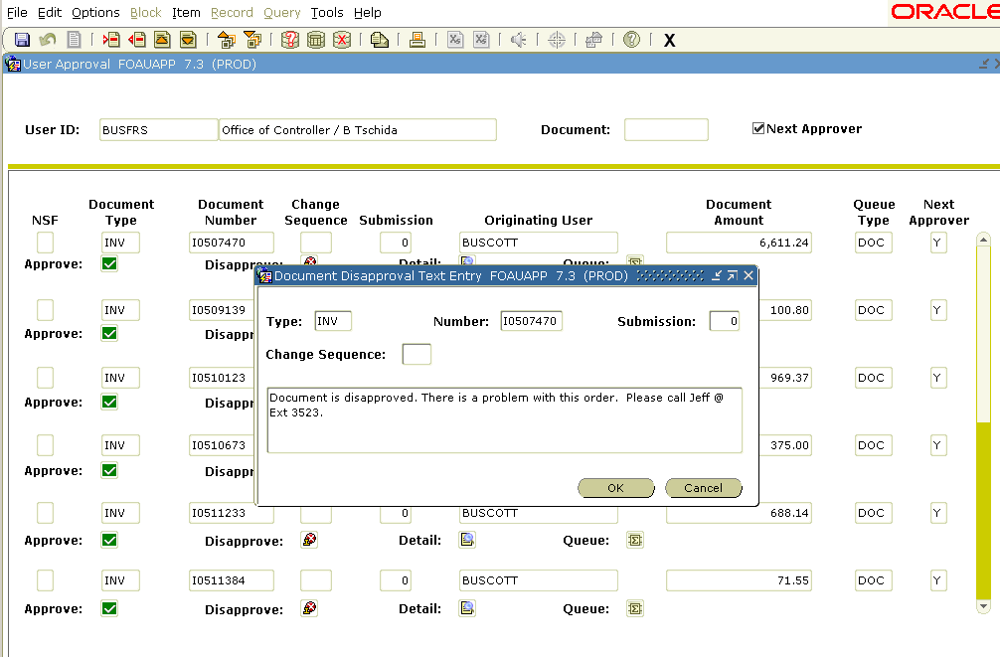 File Edit Options Block Item Record Query Tools Help
ORACLE
X
User Approval FOAUAPP 7.3 (PROD)
User ID: BUSFRS Office of Controller / B Tschida Document: Next Approver
NSF Document Type Document Number Change Sequence Submission Originating User Document Amount Queue Type Next Approver
INV I0507470 0 BUSCOTT 6,611.24 DOC Y
Approve: Disapprove: Detail: Queue:
Document Disapproval Text Entry FOAUAPP 7.3 (PROD)
Type: INV Number: I0507470 Submission: 0
Change Sequence:
Document is disapproved. There is a problem with this order. Please call Jeff @
Ext 3523.
OK Cancel
INV I0509139 100.80 DOC Y
Approve: Disappr
INV I0510123 969.37 DOC Y
Approve: Disappr
INV I0510673 375.00 DOC Y
Approve: Disappr
INV I0511233 0 BUSCOTT 688.14 DOC Y
Approve: Disapprove: Detail: Queue:
INV I0511384 0 BUSCOTT 71.55 DOC Y
Approve: Disapprove: Detail: Queue: